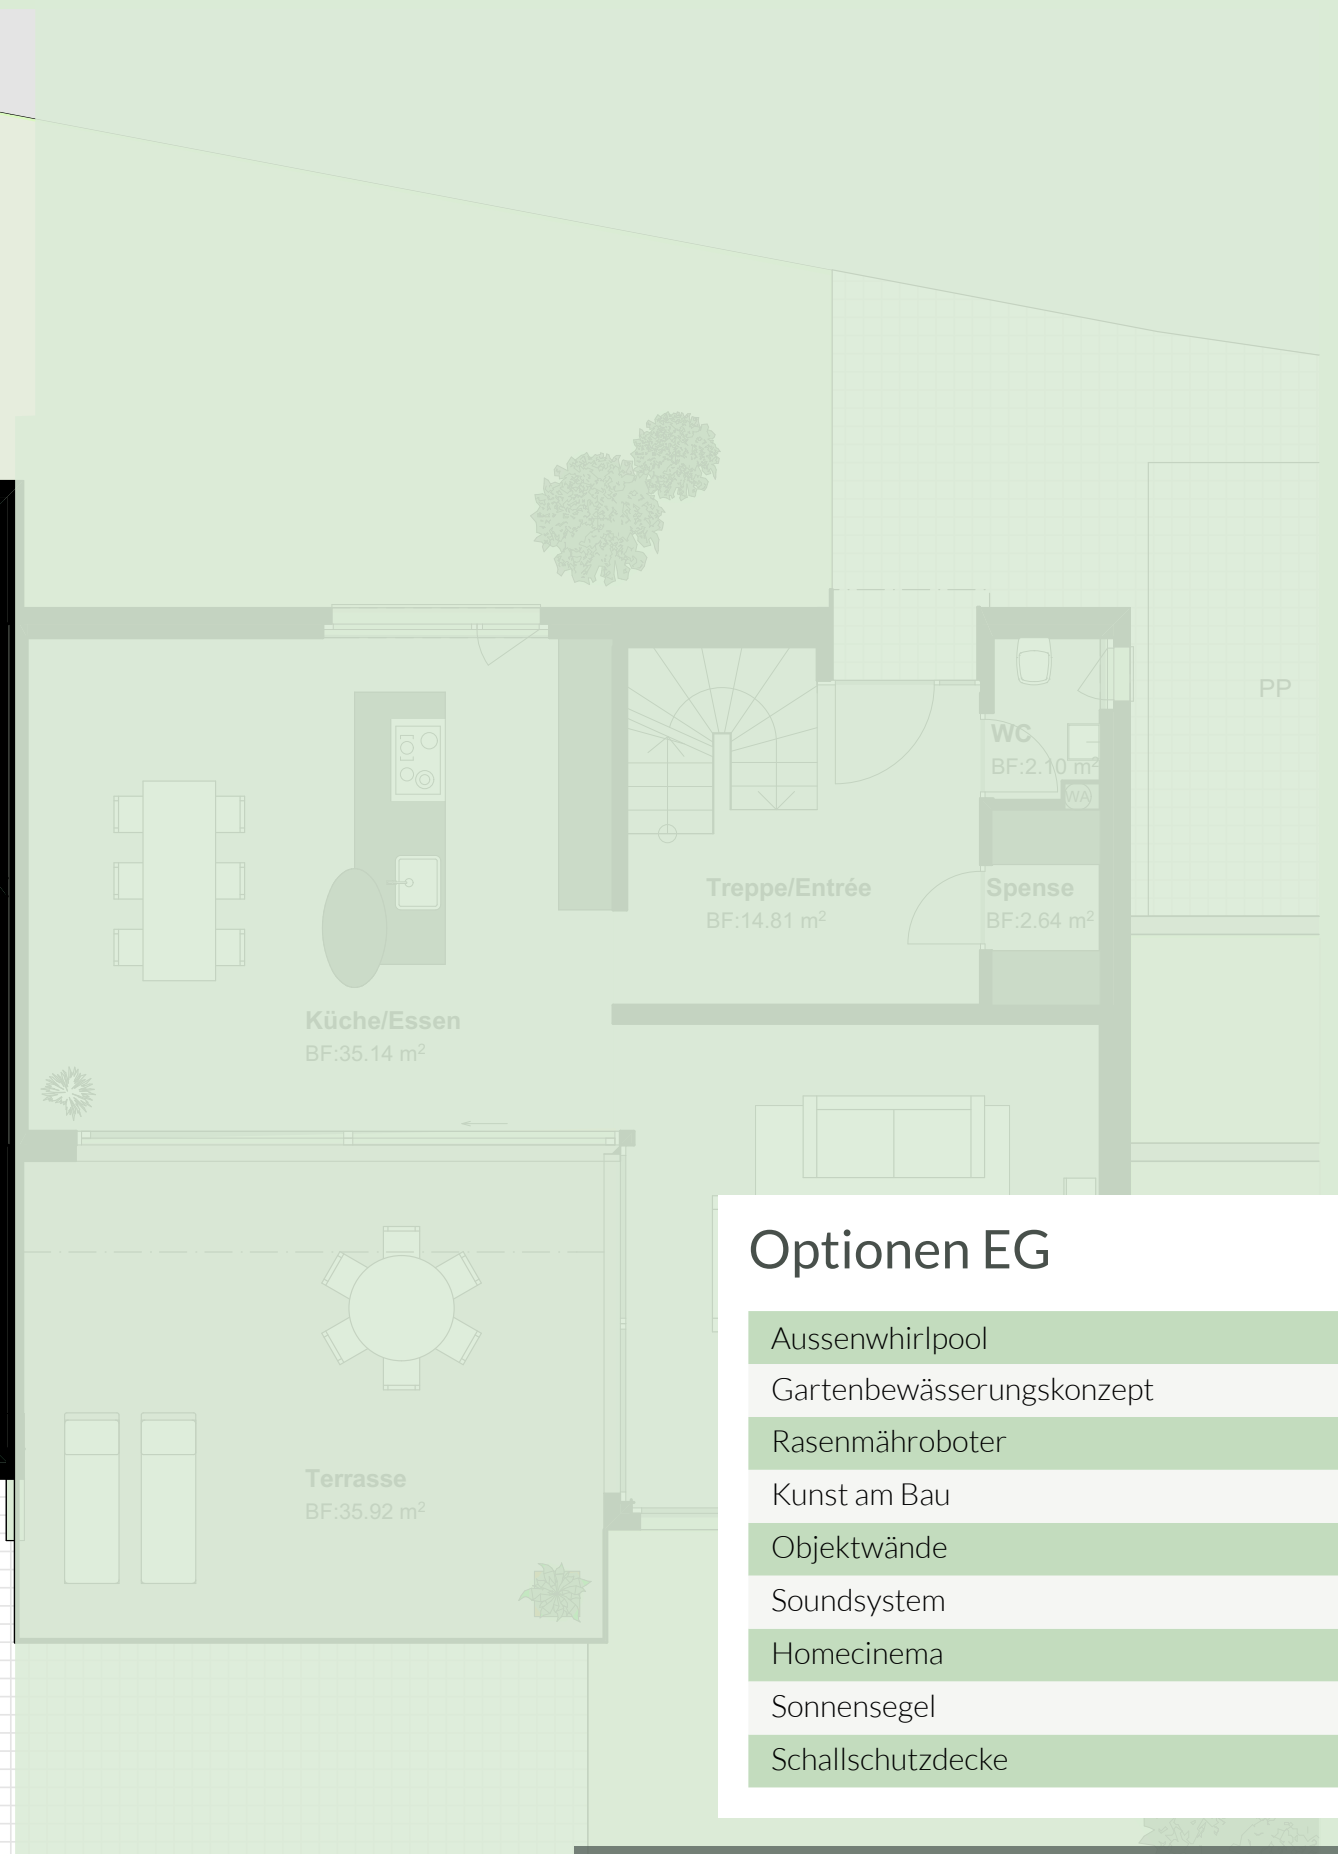 PP
WC
BF:2.10 m²
WA
Treppe/Entrée
BF:14.81 m²
Spense
BF:2.64 m²
Küche/Essen
BF:35.14 m²
Terrasse
BF:35.92 m²
Optionen EG
Aussenwhirlpool
Gartenbewässerungskonzept
Rasenmähroboter
Kunst am Bau
Objektwände
Soundsystem
Homecinema
Sonnensegel
Schallschutzdecke